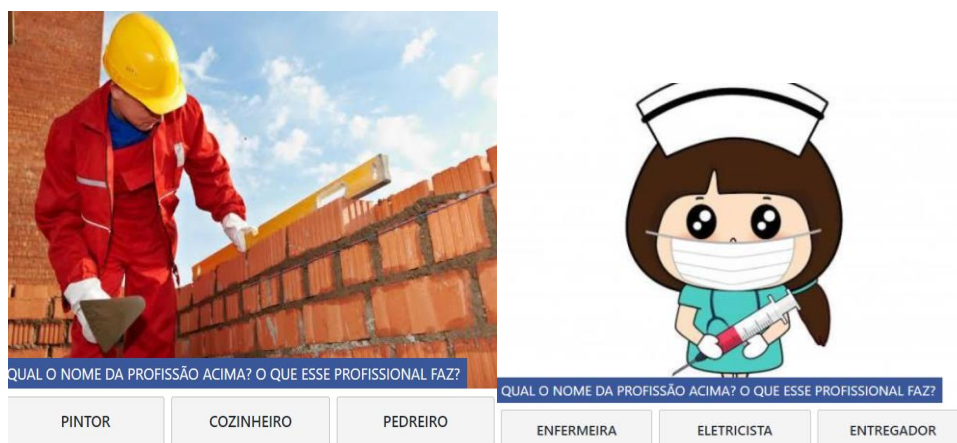 QUAL O NOME DA PROFISSÃO ACIMA? O QUE ESSE PROFISSIONAL FAZ?
PINTOR
COZINHEIRO
PEDREIRO
QUAL O NOME DA PROFISSÃO ACIMA? O QUE ESSE PROFISSIONAL FAZ?
ENFERMEIRA
ELETRICISTA
ENTREGADOR